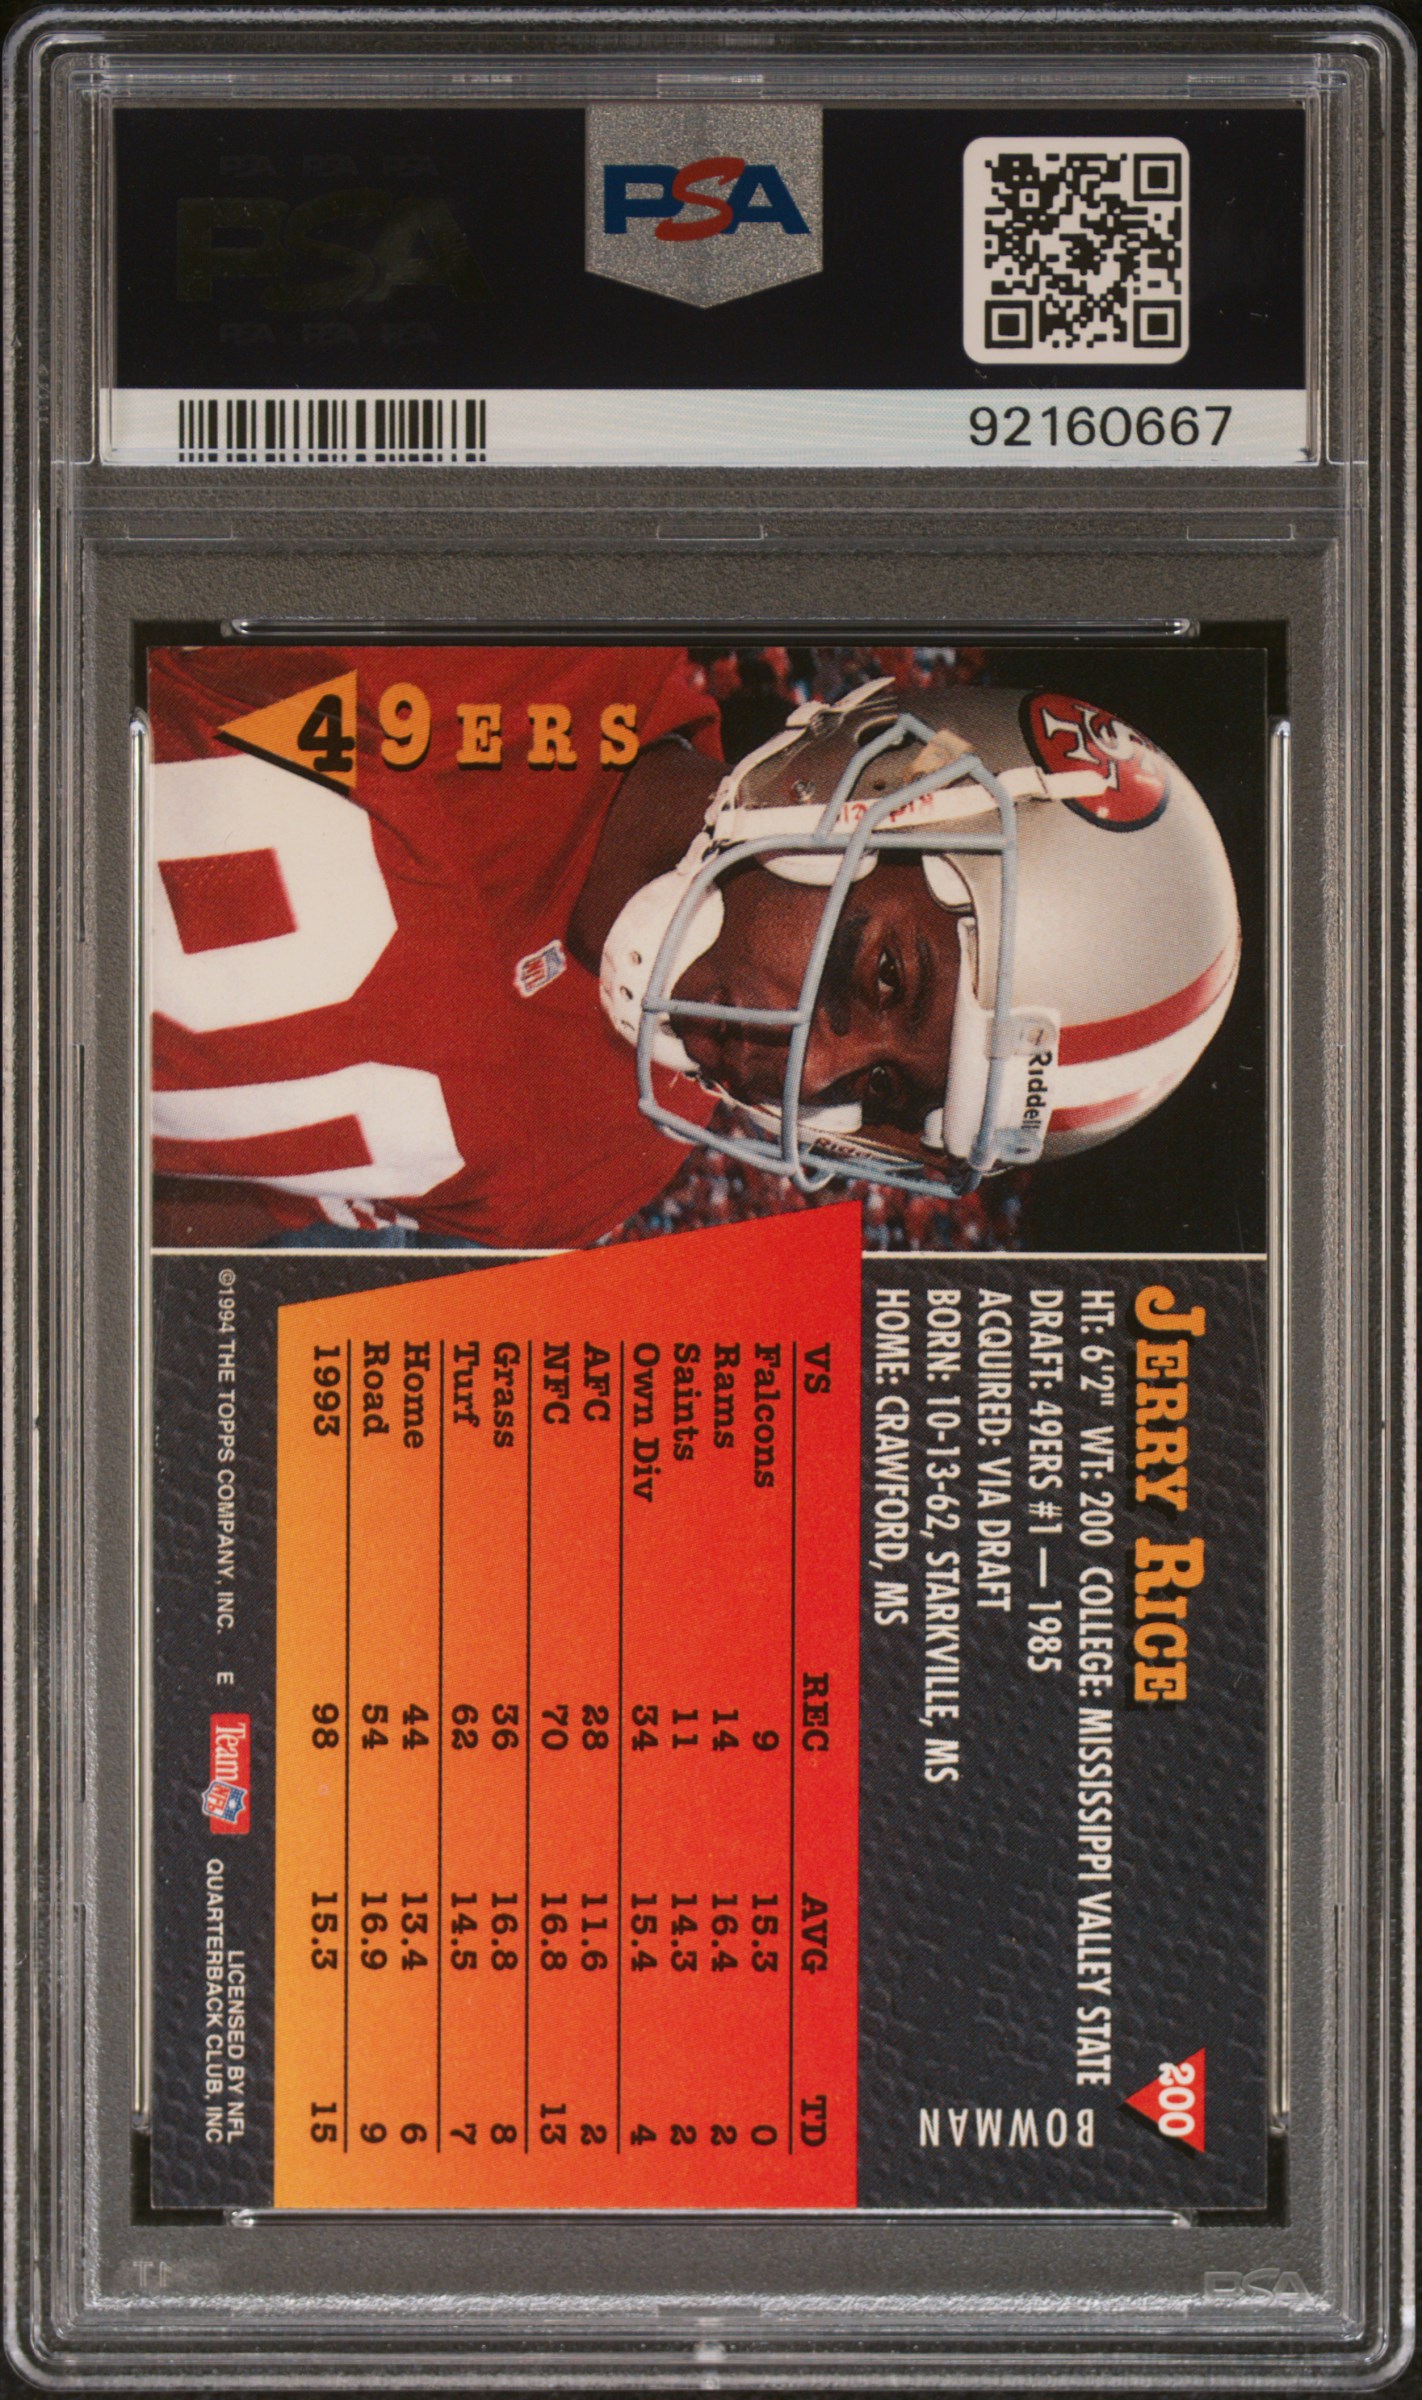 PSA
92160667
49ERS
Riddell
NFL
JERRY RICE
200
HT: 6'2" WT: 200 COLLEGE: MISSISSIPPI VALLEY STATE
DRAFT: 49ERS #1 — 1985
ACQUIRED: VIA DRAFT
BORN: 10-13-62, STARKVILLE, MS
HOME: CRAWFORD, MS
BOWMAN
VS REC AVG TD
Falcons 9 15.3 0
Rams 14 16.4 2
Saints 11 14.3 2
Own Div 34 15.4 4
AFC 28 11.6 2
NFC 70 16.8 13
Grass 36 16.8 8
Turf 62 14.5 7
Home 44 13.4 6
Road 54 16.9 9
1993 98 15.3 15
©1994 THE TOPPS COMPANY, INC. E
Team NFL
LICENSED BY NFL
QUARTERBACK CLUB, INC
PSA